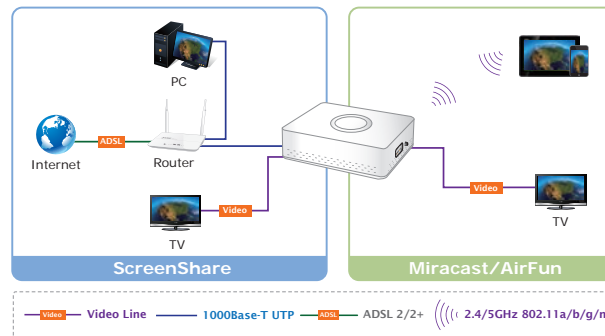 PC
ADSL
Internet
Router
Video
TV
ScreenShare
Video
TV
Miracast/AirFun
Video Video Line 1000Base-T UTP ADSL ADSL 2/2+ 2.4/5GHz 802.11a/b/g/n